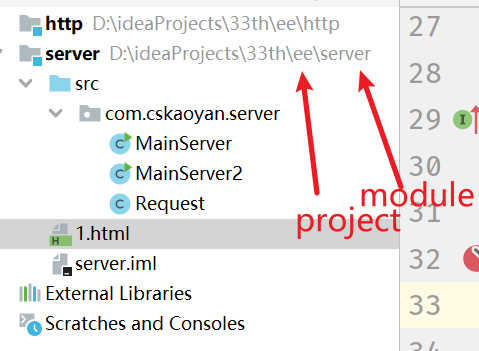 http D:\ideaProjects\33th\ee\http
server D:\ideaProjects\33th\ee\server
src
com.cskaoyan.server
MainServer
MainServer2
Request
1.html
server.iml
External Libraries
Scratches and Consoles
project
module
27
28
29
30
31
32
33
34